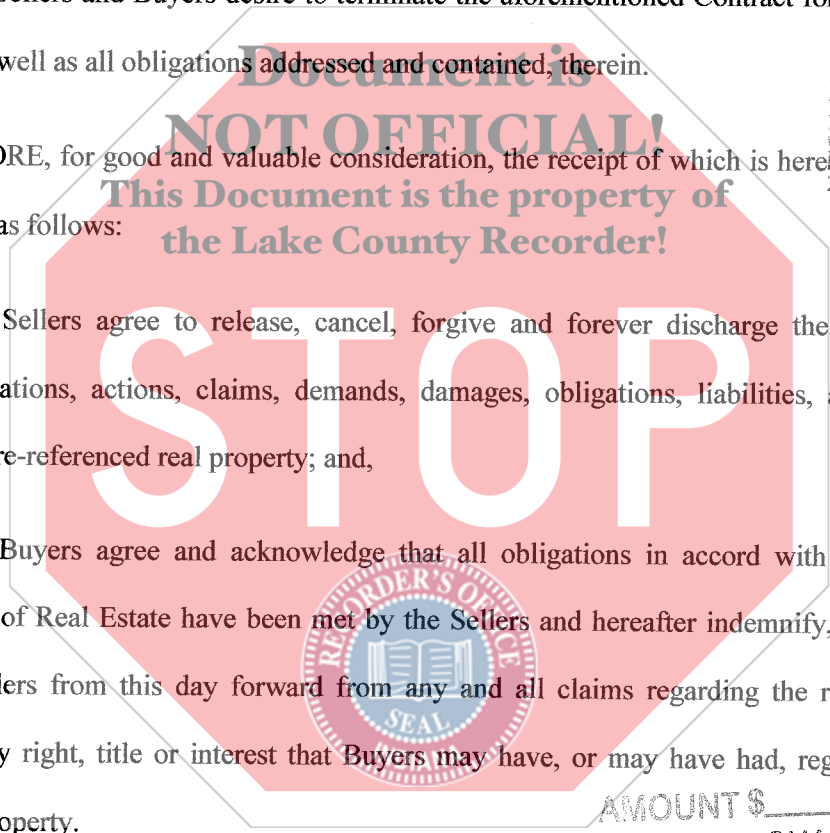 Sellers and Buyers desire to terminate the aforementioned Contract for
well as all obligations addressed and contained, therein.
Document is
NOT OFFICIAL!
ORE, for good and valuable consideration, the receipt of which is here
This Document is the property of
as follows:
the Lake County Recorder!
Sellers agree to release, cancel, forgive and forever discharge the
ations, actions, claims, demands, damages, obligations, liabilities,
STOP
re-referenced real property; and,
Buyers agree and acknowledge that all obligations in accord with
of Real Estate have been met by the Sellers and hereafter indemnify,
lers from this day forward from any and all claims regarding the r
y right, title or interest that Buyers may have, or may have had, reg
operty.
RECORDER'S OFFICE
SEAL
INDIANA
AMOUNT $